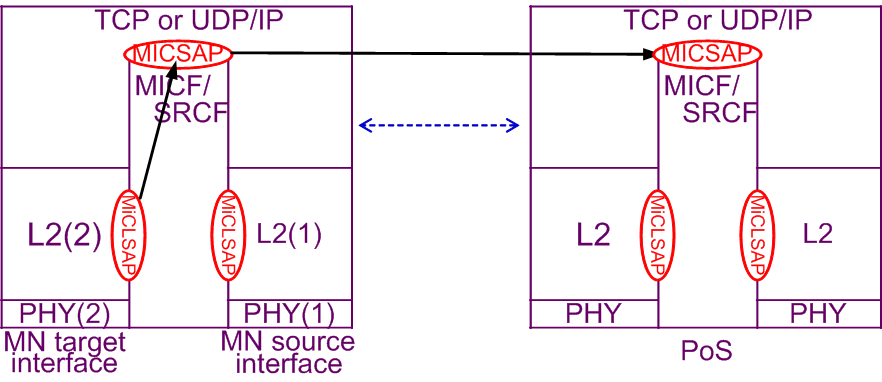 TCP or UDP/IP
MICSAP
MICF/
SRCF
L2(2)
MiCLSAP
MiCLSAP
L2(1)
PHY(2)
PHY(1)
MN target
interface
MN source
interface
TCP or UDP/IP
MICSAP
MICF/
SRCF
L2
MiCLSAP
MiCLSAP
L2
PHY
PHY
PoS